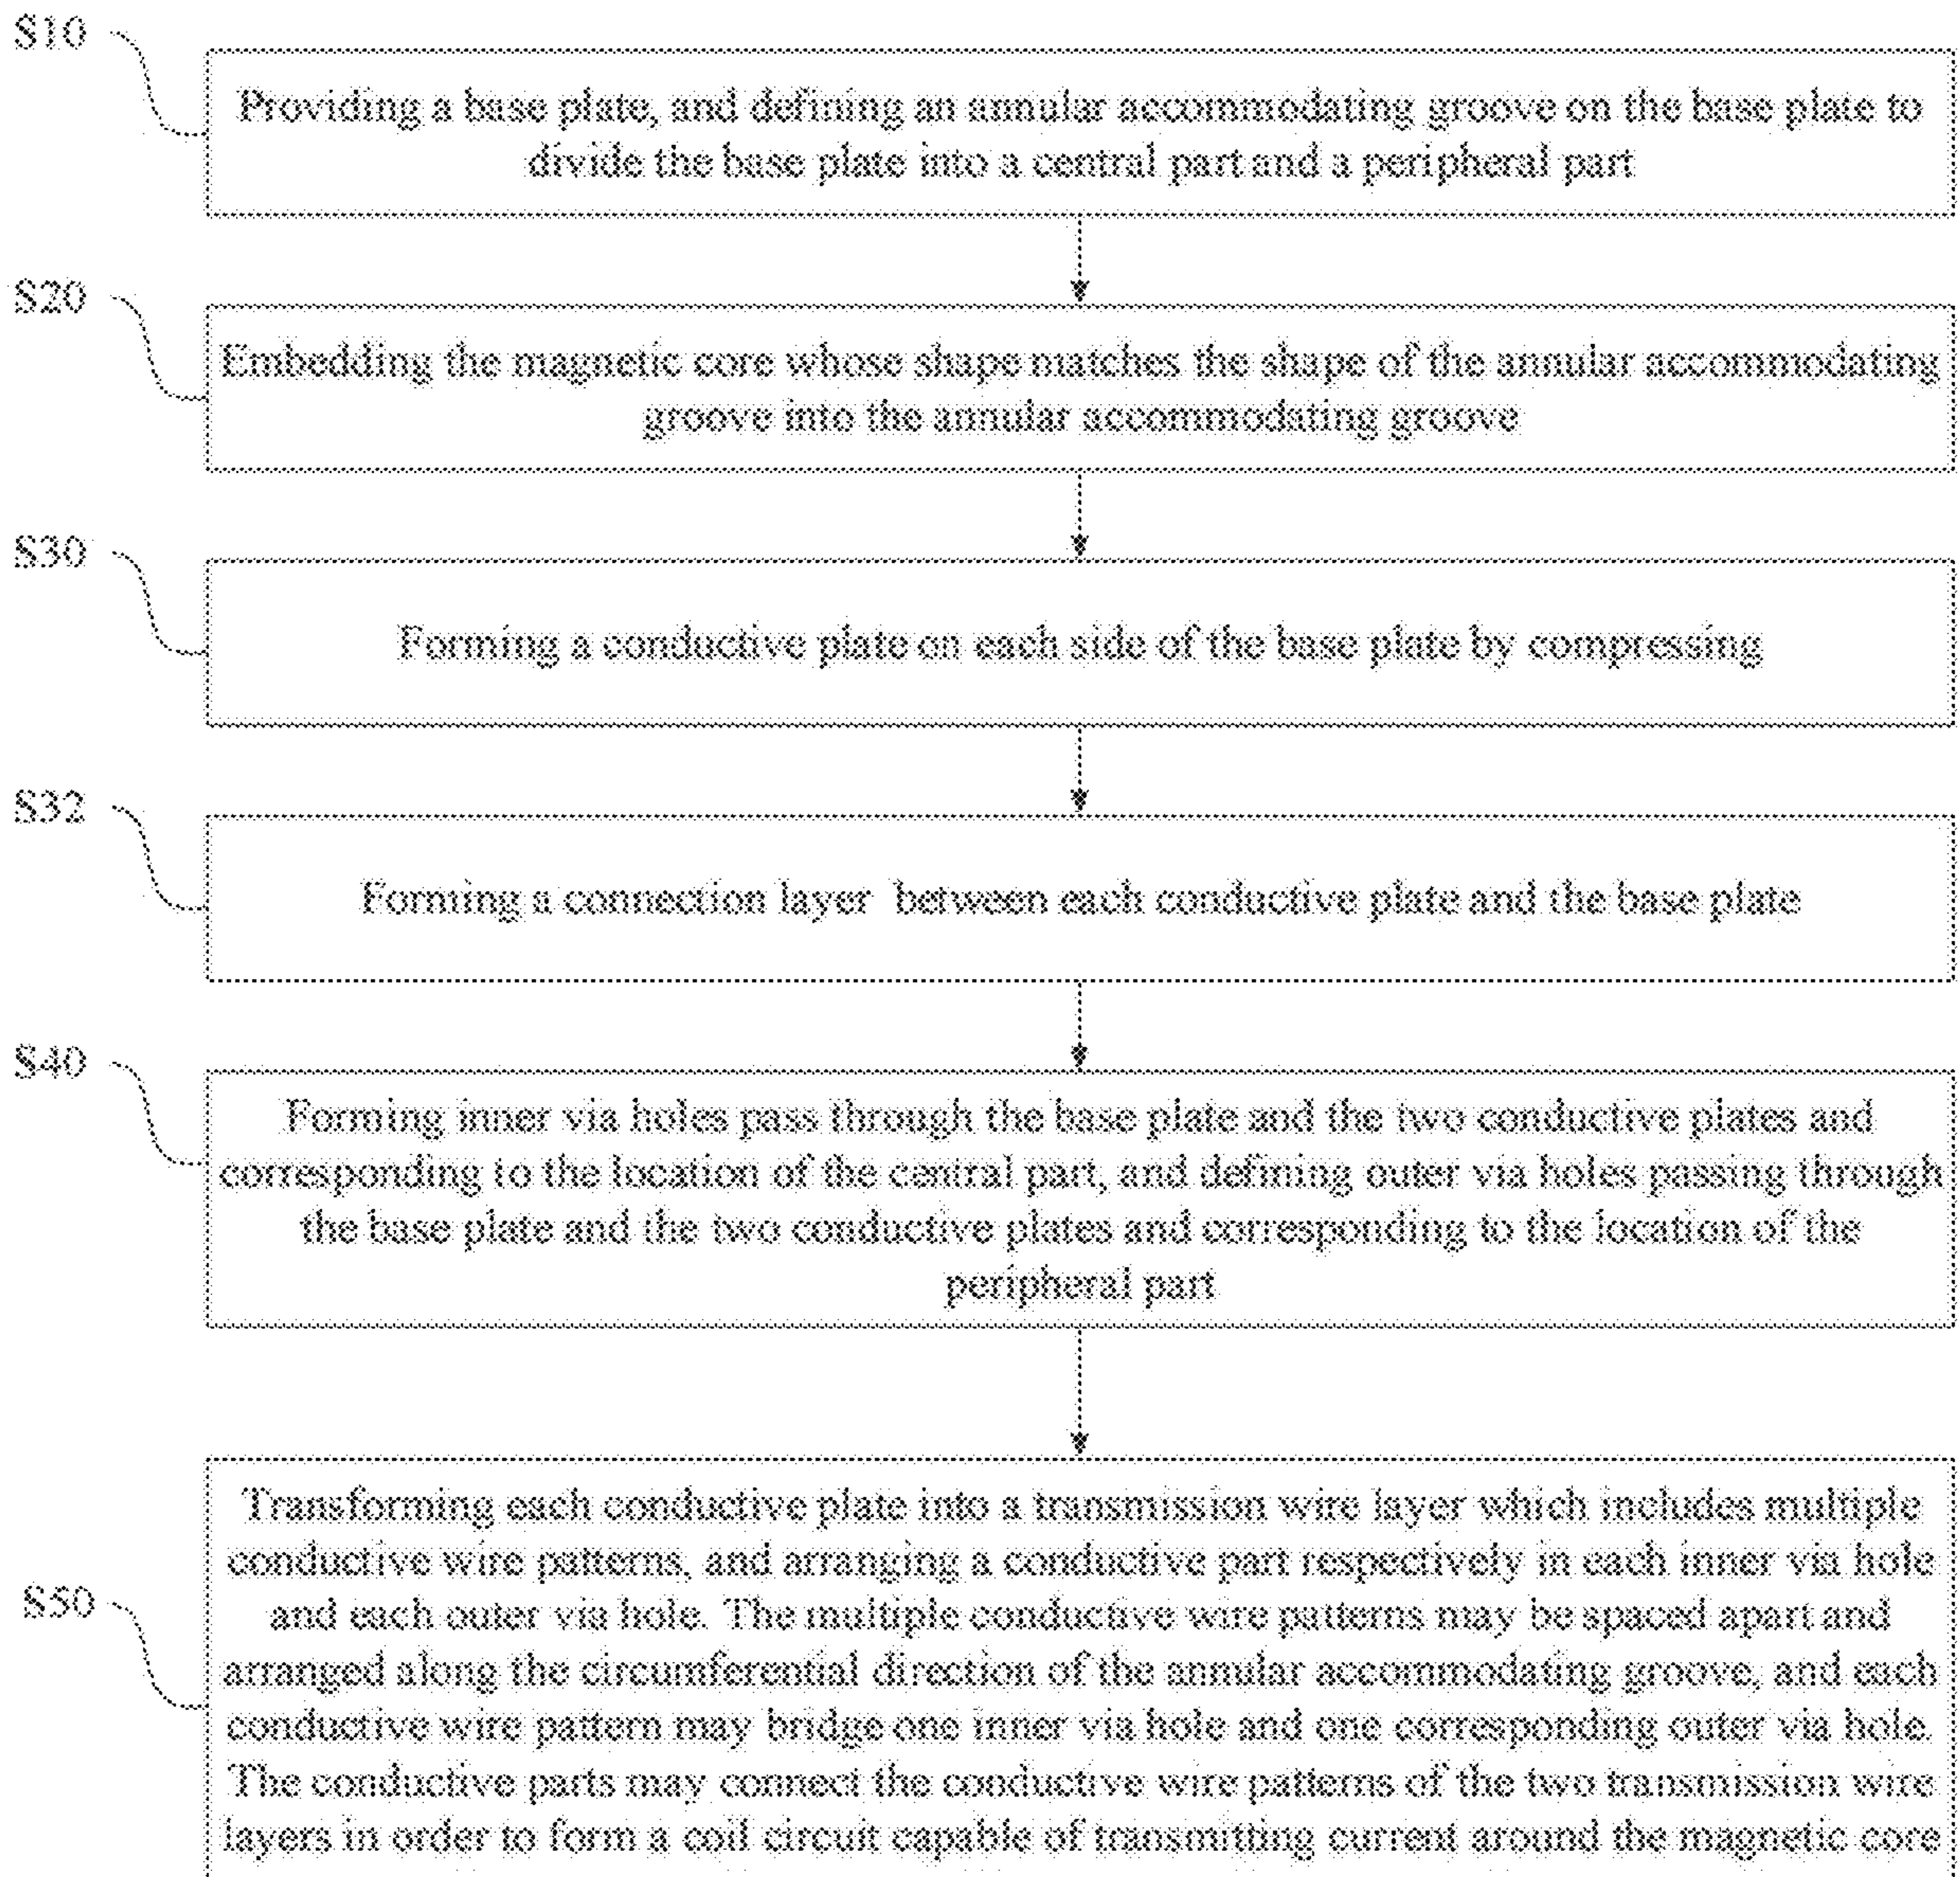 S10
Providing a base plate, and defining an annular accommodating groove on the base plate to
divide the base plate into a central part and a peripheral part
S20
Embedding the magnetic core whose shape matches the shape of the annular accommodating
groove into the annular accommodating groove
S30
Forming a conductive plate on each side of the base plate by compressing
S32
Forming a connection layer between each conductive plate and the base plate
S40
Forming inner via holes pass through the base plate and the two conductive plates and
corresponding to the location of the central part, and defining outer via holes passing through
the base plate and the two conductive plates and corresponding to the location of the
peripheral part
S50
Transforming each conductive plate into a transmission wire layer which includes multiple
conductive wire patterns, and arranging a conductive part respectively in each inner via hole
and each outer via hole. The multiple conductive wire patterns may be spaced apart and
arranged along the circumferential direction of the annular accommodating groove, and each
conductive wire pattern may bridge one inner via hole and one corresponding outer via hole.
The conductive parts may connect the conductive wire patterns of the two transmission wire
layers in order to form a coil circuit capable of transmitting current around the magnetic core